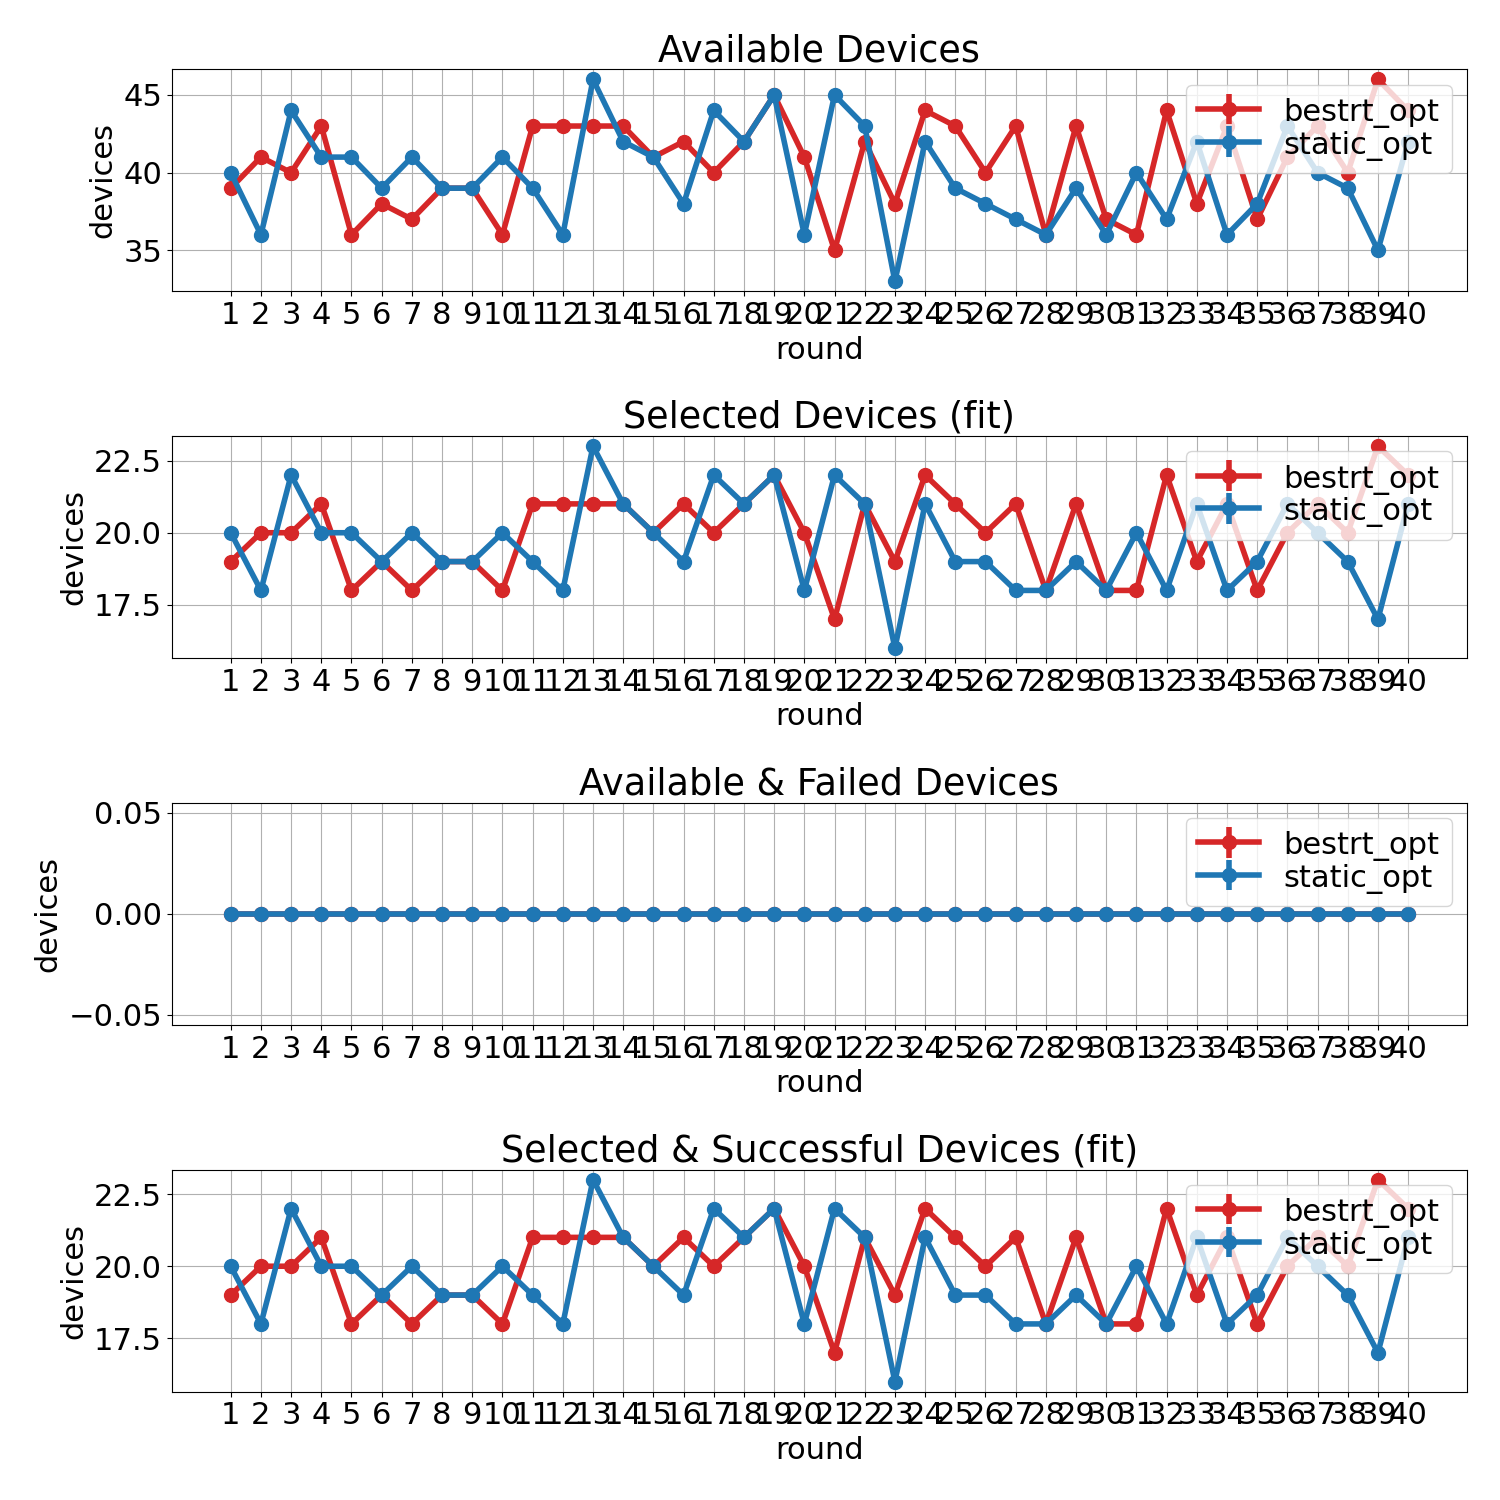 Available Devices
45
40
35
devices
bestrt_opt
static_opt
1 2 3 4 5 6 7 8 9 10 11 12 13 14 15 16 17 18 19 20 21 22 23 24 25 26 27 28 29 30 31 32 33 34 35 36 37 38 39 40
round
Selected Devices (fit)
22.5
20.0
17.5
devices
bestrt_opt
static_opt
1 2 3 4 5 6 7 8 9 10 11 12 13 14 15 16 17 18 19 20 21 22 23 24 25 26 27 28 29 30 31 32 33 34 35 36 37 38 39 40
round
Available & Failed Devices
0.05
0.00
−0.05
devices
bestrt_opt
static_opt
1 2 3 4 5 6 7 8 9 10 11 12 13 14 15 16 17 18 19 20 21 22 23 24 25 26 27 28 29 30 31 32 33 34 35 36 37 38 39 40
round
Selected & Successful Devices (fit)
22.5
20.0
17.5
devices
bestrt_opt
static_opt
1 2 3 4 5 6 7 8 9 10 11 12 13 14 15 16 17 18 19 20 21 22 23 24 25 26 27 28 29 30 31 32 33 34 35 36 37 38 39 40
round